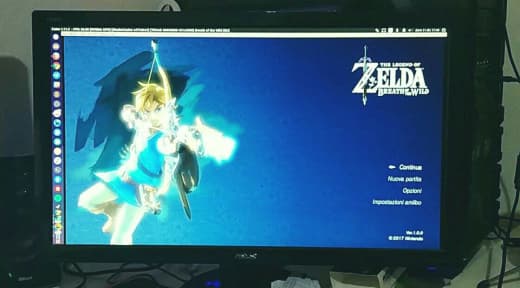 THE LEGEND OF
ZELDA
BREATH OF THE WILD
Continua
Nuova partita
Opzioni
Impostazioni amiibo
Ver. 1.0.0
© 2017 Nintendo
ASUS